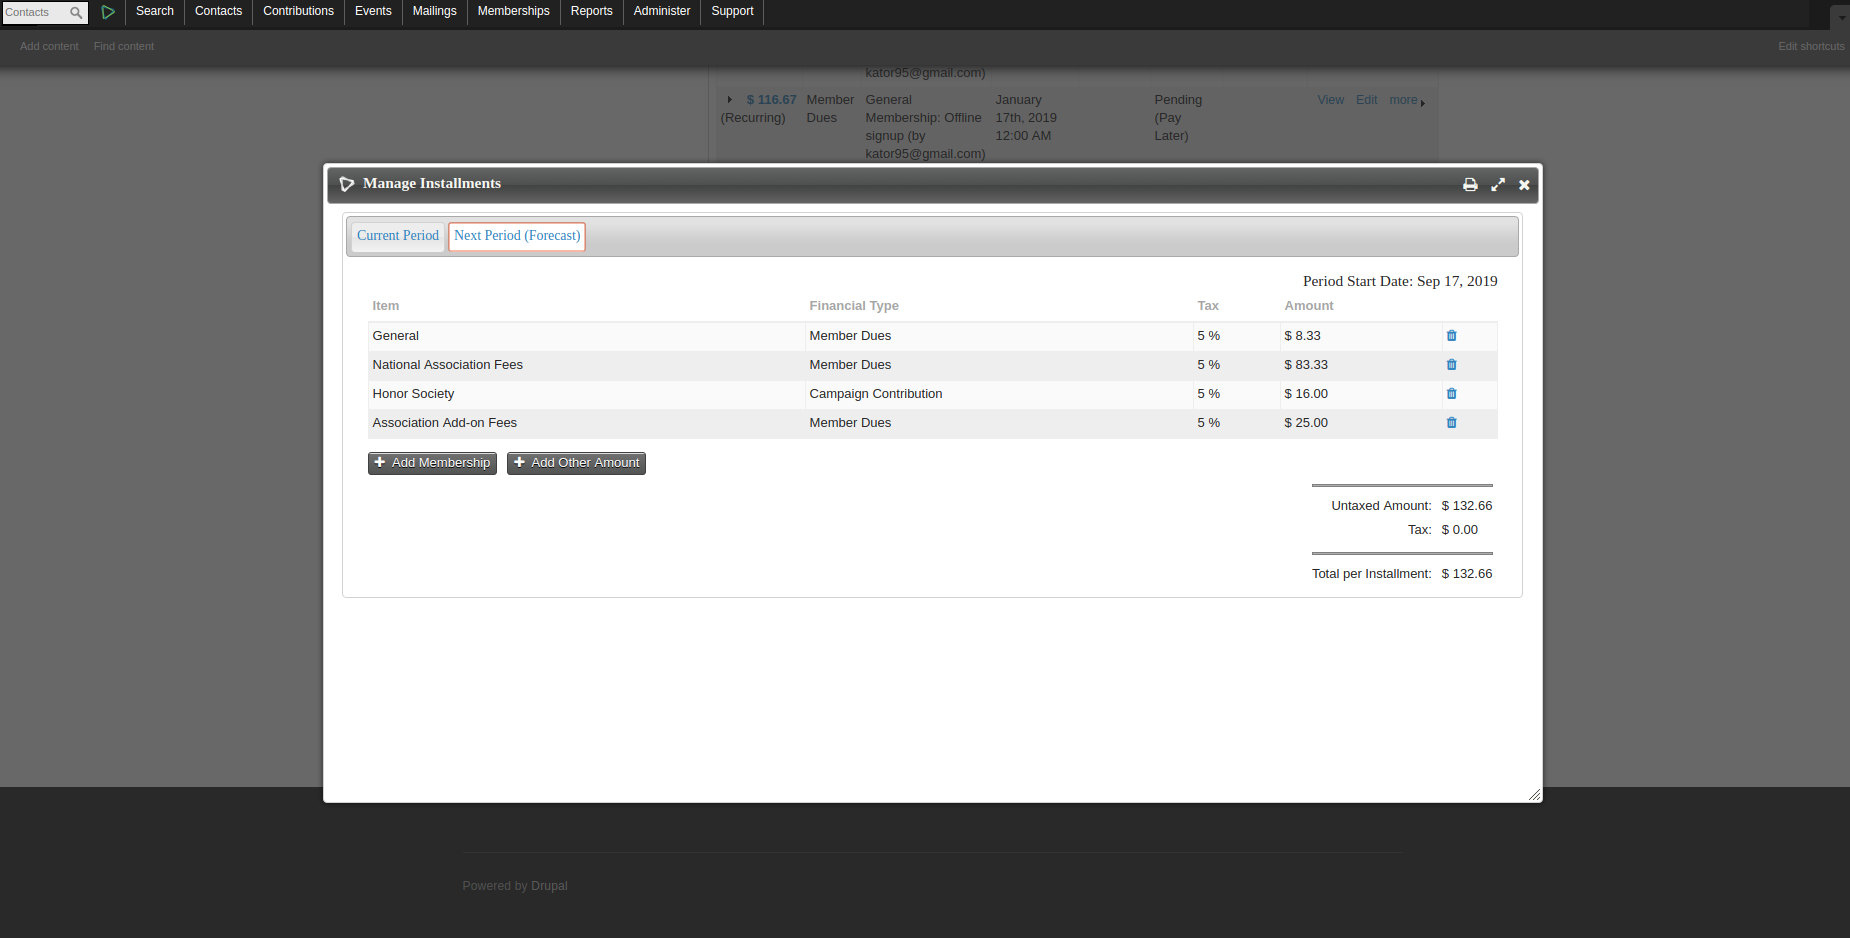 Contacts Search Contacts Contributions Events Mailings Memberships Reports Administer Support
Add content Find content Edit shortcuts
kator95@gmail.com)
$ 116.67 Member General January Pending View Edit more
(Recurring) Dues Membership: Offline 17th, 2019 (Pay
signup (by 12:00 AM Later)
kator95@gmail.com)
Manage Installments
Current Period Next Period (Forecast)
Period Start Date: Sep 17, 2019
Item Financial Type Tax Amount
General Member Dues 5 % $ 8.33
National Association Fees Member Dues 5 % $ 83.33
Honor Society Campaign Contribution 5 % $ 16.00
Association Add-on Fees Member Dues 5 % $ 25.00
Add Membership Add Other Amount
Untaxed Amount: $ 132.66
Tax: $ 0.00
Total per Installment: $ 132.66
Powered by Drupal